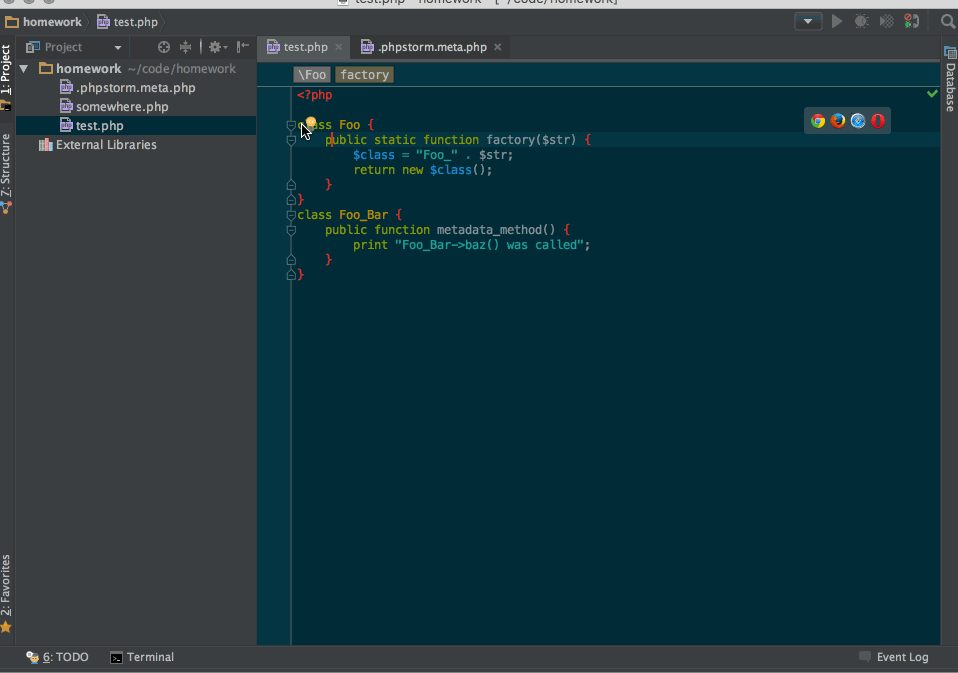 test.php - homework - [~/code/homework]
homework
test.php
1: Project
Z: Structure
2: Favorites
Project
homework ~/code/homework
.phpstorm.meta.php
somewhere.php
test.php
External Libraries
test.php
.phpstorm.meta.php
\Foo factory
<?php
class Foo {
public static function factory($str) {
$class = "Foo_" . $str;
return new $class();
}
}
class Foo_Bar {
public function metadata_method() {
print "Foo_Bar->baz() was called";
}
}
Database
6: TODO
Terminal
Event Log